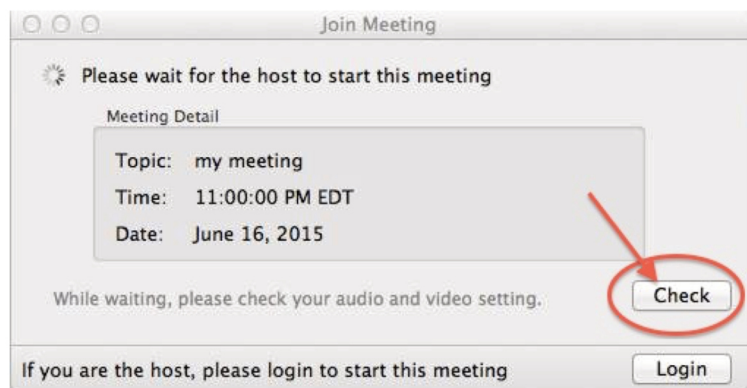 Join Meeting
Please wait for the host to start this meeting
Meeting Detail
Topic: my meeting
Time: 11:00:00 PM EDT
Date: June 16, 2015
While waiting, please check your audio and video setting. Check
If you are the host, please login to start this meeting Login